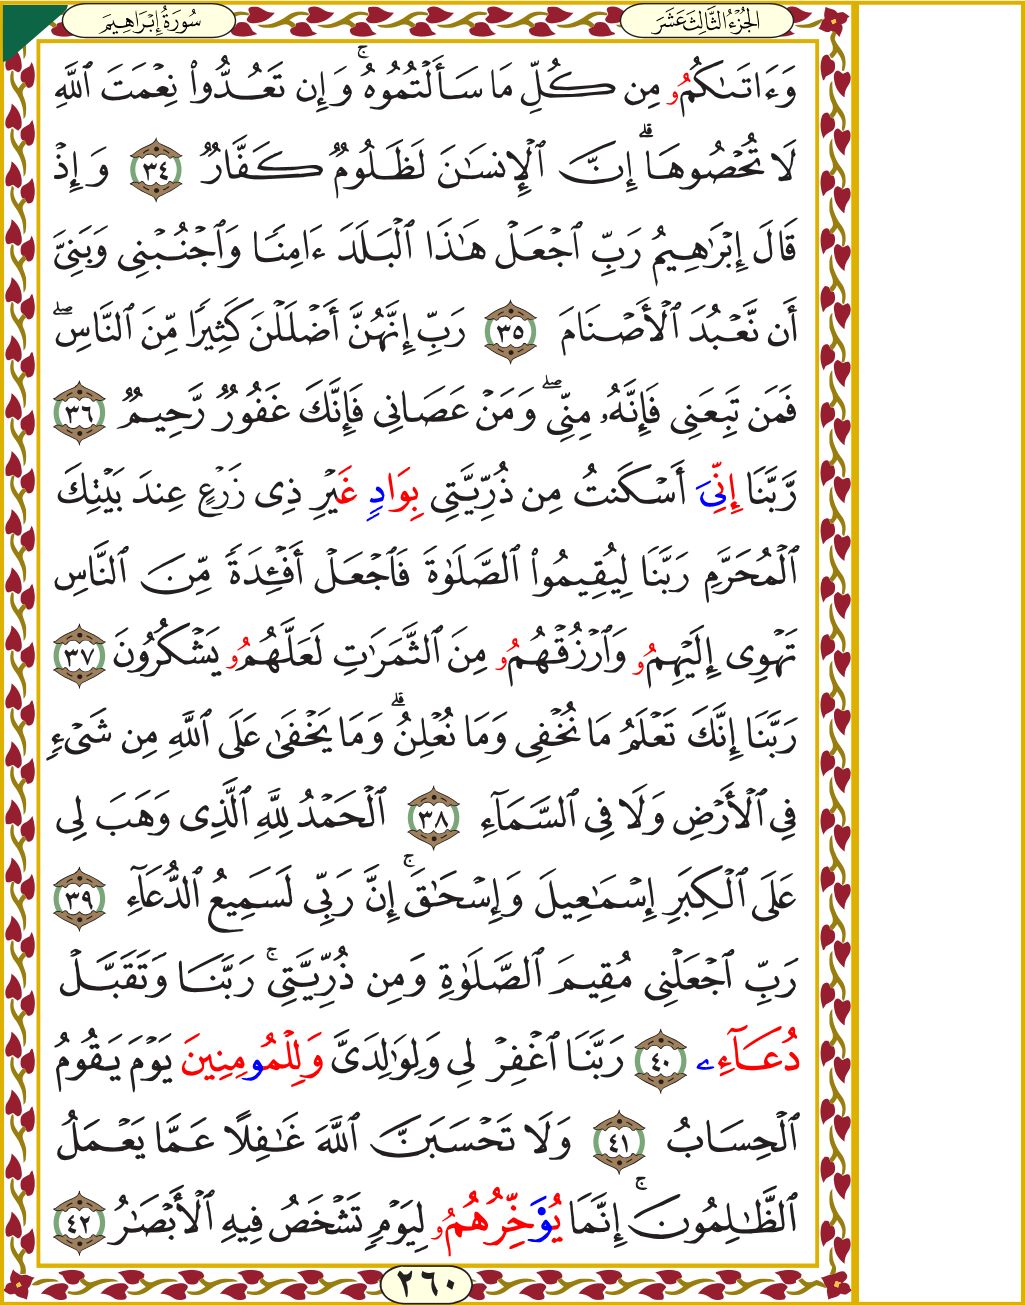 سُورَةُ إِبْرَاهِيمَ
الجُزْءُ الثَّالِثَ عَشَرَ
وَءَاتَىٰكُمُۥ مِن كُلِّ مَا سَأَلْتُمُوهُۚ وَإِن تَعُدُّوا۟ نِعْمَتَ ٱللَّهِ
لَا تُحْصُوهَاۗ إِنَّ ٱلْإِنسَٰنَ لَظَلُومٌ كَفَّارٌ ٣٤ وَإِذْ
قَالَ إِبْرَٰهِيمُ رَبِّ ٱجْعَلْ هَٰذَا ٱلْبَلَدَ ءَامِنًا وَٱجْنُبْنِى وَبَنِىَّ
أَن نَّعْبُدَ ٱلْأَصْنَامَ ٣٥ رَبِّ إِنَّهُنَّ أَضْلَلْنَ كَثِيرًا مِّنَ ٱلنَّاسِۖ
فَمَن تَبِعَنِى فَإِنَّهُۥ مِنِّىۖ وَمَنْ عَصَانِى فَإِنَّكَ غَفُورٌ رَّحِيمٌ ٣٦
رَّبَّنَا إِنِّىَ أَسْكَنتُ مِن ذُرِّيَّتِى بِوَادٍ غَيْرِ ذِى زَرْعٍ عِندَ بَيْتِكَ
ٱلْمُحَرَّمِ رَبَّنَا لِيُقِيمُوا۟ ٱلصَّلَوٰةَ فَٱجْعَلْ أَفْـِٔدَةً مِّنَ ٱلنَّاسِ
تَهْوِى إِلَيْهِمُۥ وَٱرْزُقْهُمُۥ مِنَ ٱلثَّمَرَٰتِ لَعَلَّهُمُۥ يَشْكُرُونَ ٣٧
رَبَّنَا إِنَّكَ تَعْلَمُ مَا نُخْفِى وَمَا نُعْلِنُۗ وَمَا يَخْفَىٰ عَلَى ٱللَّهِ مِن شَىْءٍ
فِى ٱلْأَرْضِ وَلَا فِى ٱلسَّمَآءِ ٣٨ ٱلْحَمْدُ لِلَّهِ ٱلَّذِى وَهَبَ لِى
عَلَى ٱلْكِبَرِ إِسْمَٰعِيلَ وَإِسْحَٰقَۚ إِنَّ رَبِّى لَسَمِيعُ ٱلدُّعَآءِ ٣٩
رَبِّ ٱجْعَلْنِى مُقِيمَ ٱلصَّلَوٰةِ وَمِن ذُرِّيَّتِىۚ رَبَّنَا وَتَقَبَّلْ
دُعَآءِۦ ٤٠ رَبَّنَا ٱغْفِرْ لِى وَلِوَٰلِدَىَّ وَلِلْمُومِنِينَ يَوْمَ يَقُومُ
ٱلْحِسَابُ ٤١ وَلَا تَحْسَبَنَّ ٱللَّهَ غَٰفِلًا عَمَّا يَعْمَلُ
ٱلظَّٰلِمُونَۚ إِنَّمَا يُوَخِّرُهُمُۥ لِيَوْمٍ تَشْخَصُ فِيهِ ٱلْأَبْصَٰرُ ٤٢
٢٦٠